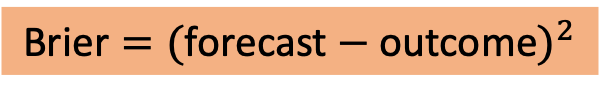 Brier = (forecast − outcome)²